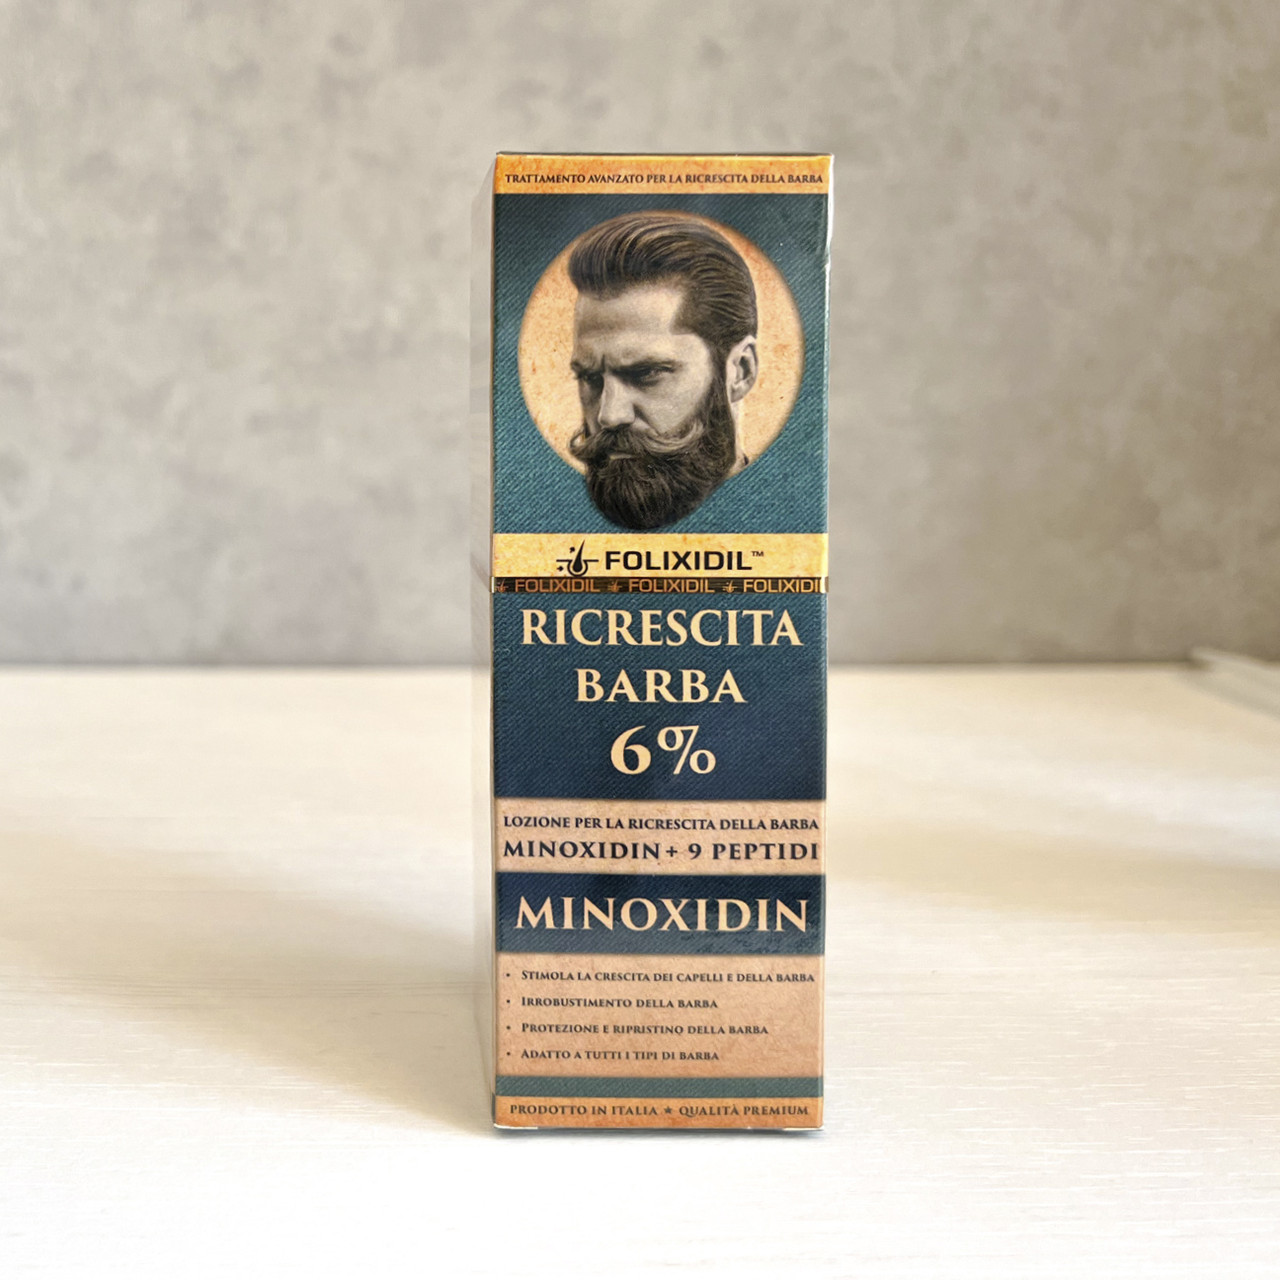 TRATTAMENTO AVANZATO PER LA RICRESCITA DELLA BARBA
FOLIXIDIL™
FOLIXIDIL FOLIXIDIL FOLIXIDI
RICRESCITA
BARBA
6%
LOZIONE PER LA RICRESCITA DELLA BARBA
MINOXIDIN + 9 PEPTIDI
MINOXIDIN
• STIMOLA LA CRESCITA DEI CAPELLI E DELLA BARBA
• IRROBUSTIMENTO DELLA BARBA
• PROTEZIONE E RIPRISTINO DELLA BARBA
• ADATTO A TUTTI I TIPI DI BARBA
PRODOTTO IN ITALIA ★ QUALITÀ PREMIUM